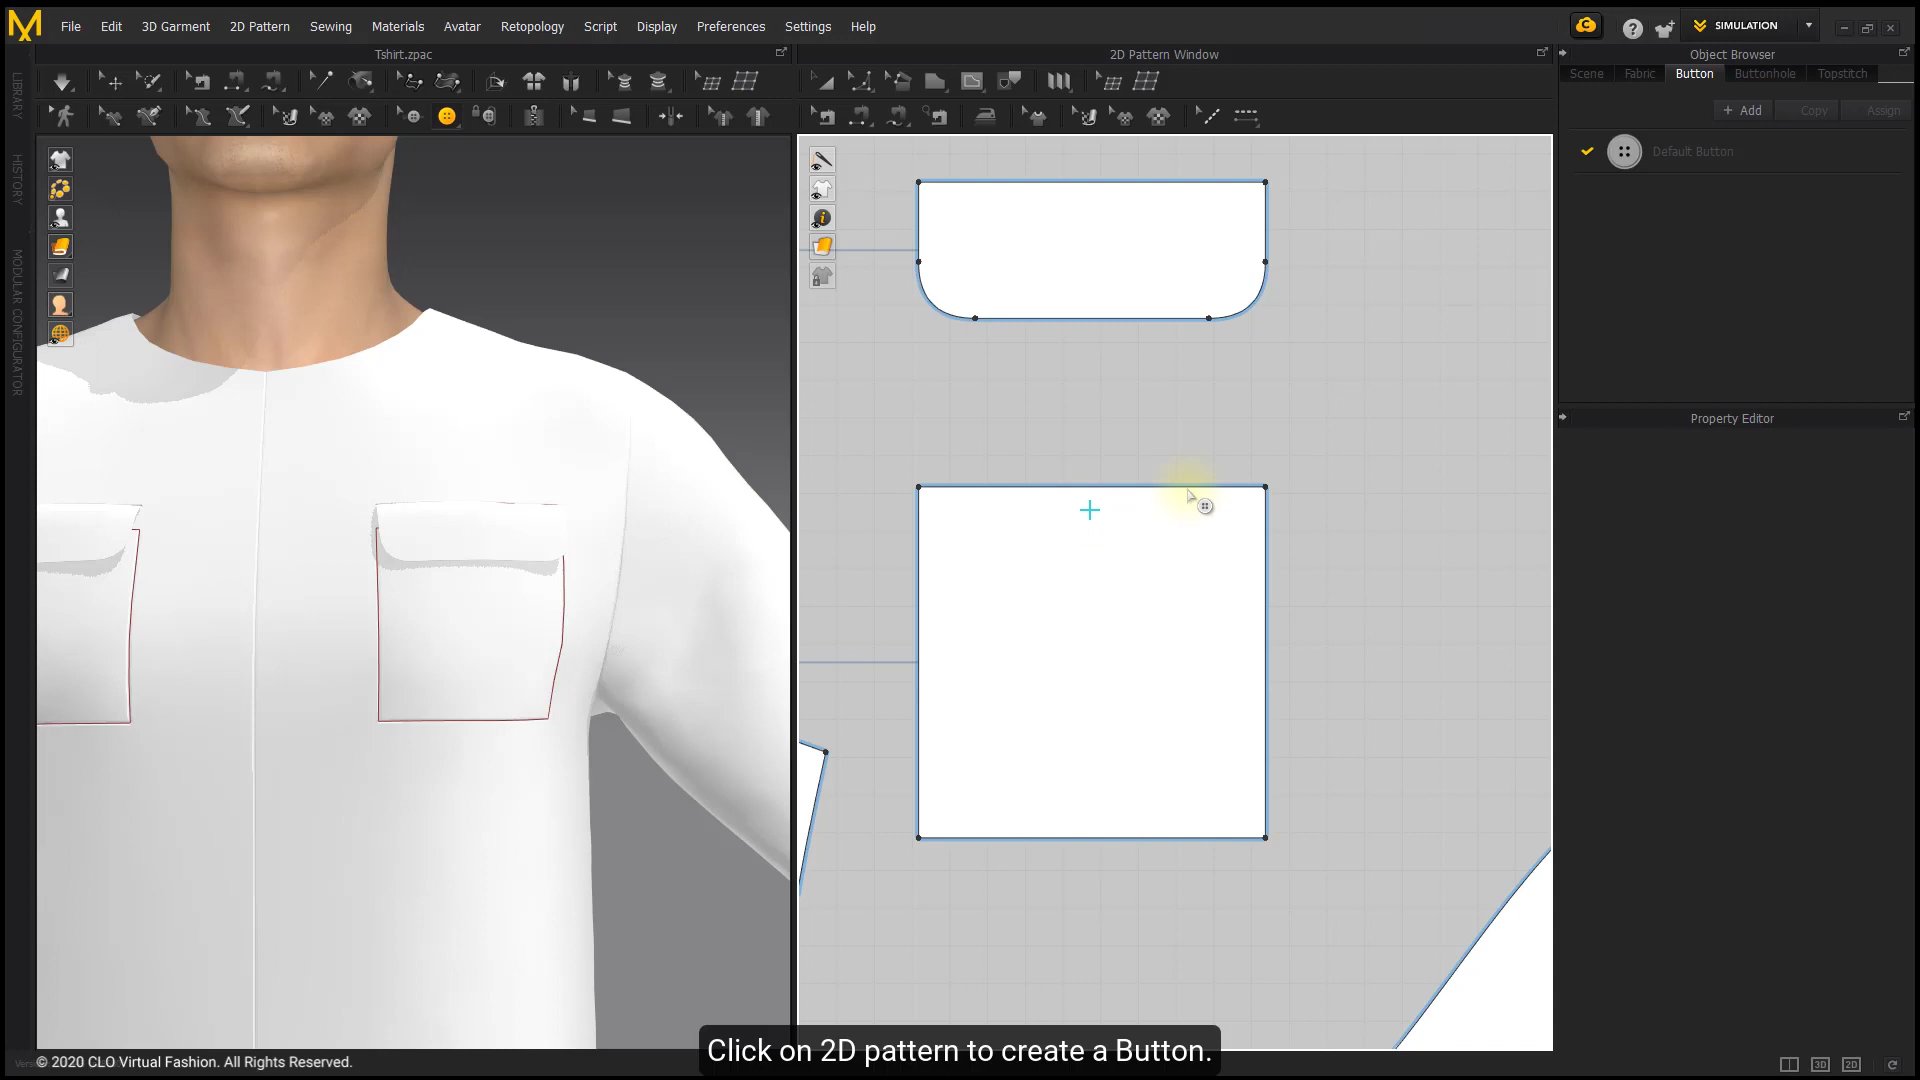 File Edit 3D Garment 2D Pattern Sewing Materials Avatar Retopology Script Display Preferences Settings Help
SIMULATION
Tshirt.zpac
2D Pattern Window
Object Browser
Scene Fabric Button Buttonhole Topstitch
+ Add Copy Assign
Default Button
Property Editor
LIBRARY
HISTORY
MODULAR CONFIGURATOR
Click on 2D pattern to create a Button.
© 2020 CLO Virtual Fashion. All Rights Reserved.
3D 2D